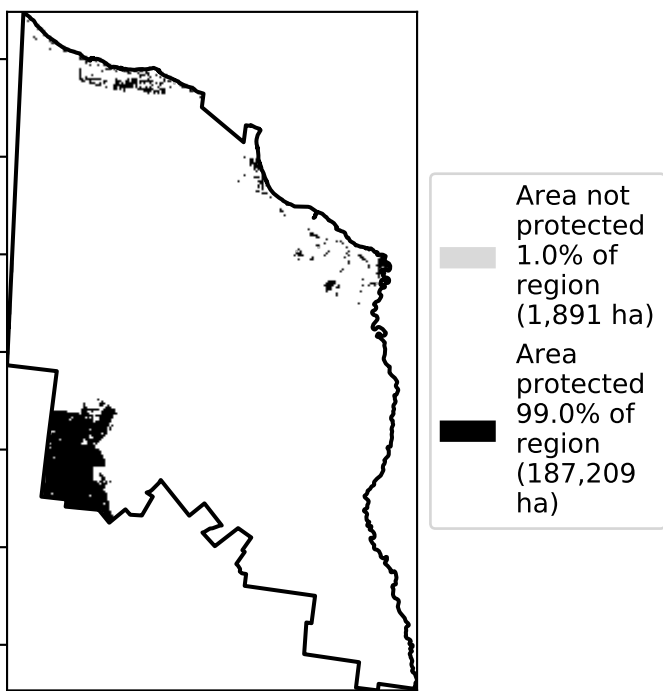 Area not
protected
1.0% of
region
(1,891 ha)
Area
protected
99.0% of
region
(187,209
ha)